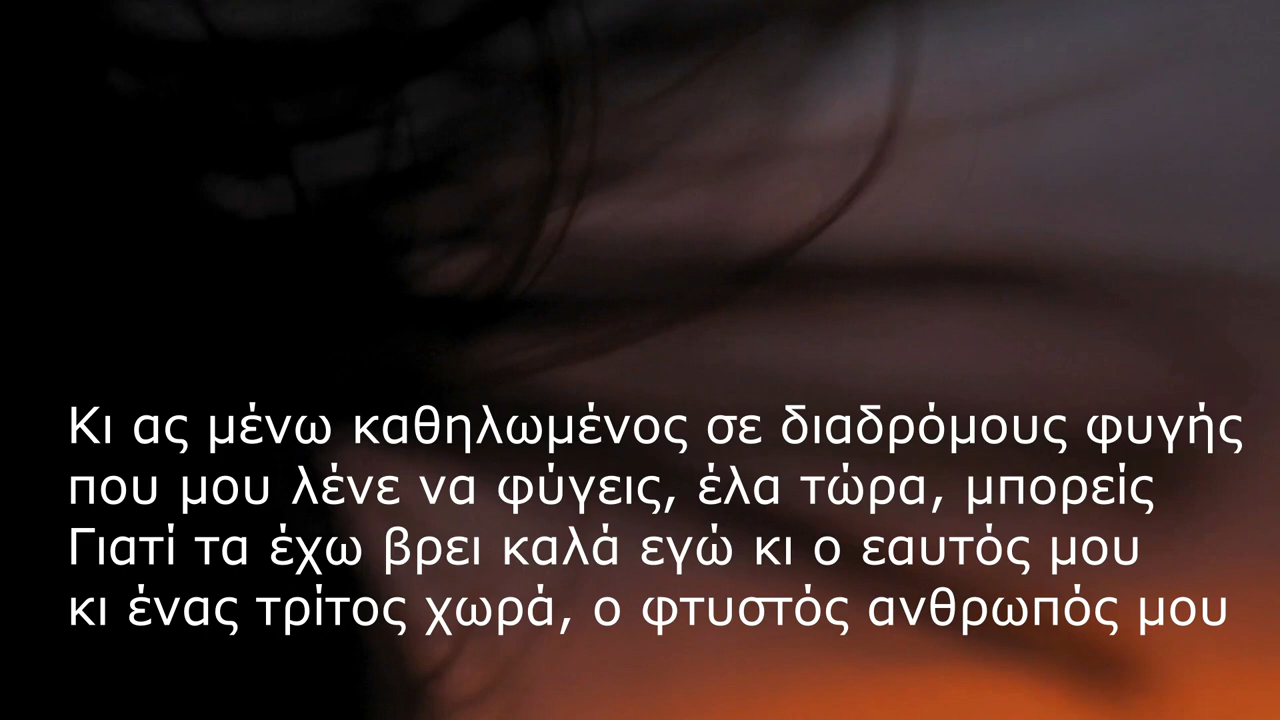 Κι ας μένω καθηλωμένος σε διαδρόμους φυγής
που μου λένε να φύγεις, έλα τώρα, μπορείς
Γιατί τα έχω βρει καλά εγώ κι ο εαυτός μου
κι ένας τρίτος χωρά, ο φτυστός ανθρωπός μου